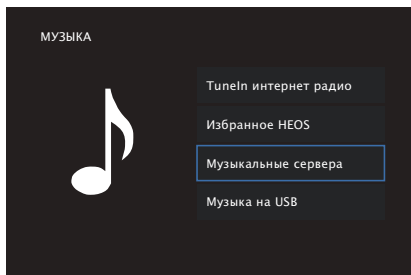 МУЗЫКА
TuneIn интернет радио
Избранное HEOS
Музыкальные сервера
Музыка на USB